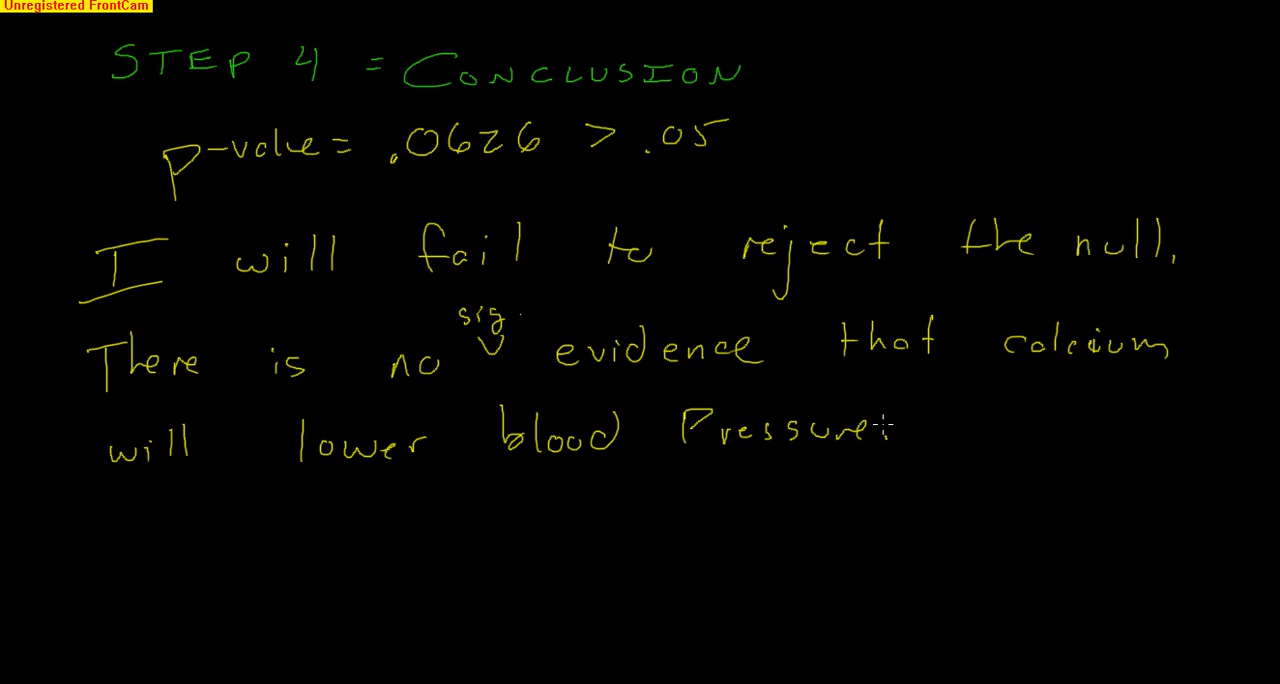 Unregistered FrontCam
STEP 4 = CONCLUSION
p-value = .0626 > .05
I will fail to reject the null.
sig
There is no evidence that calcium
will lower blood Pressure.